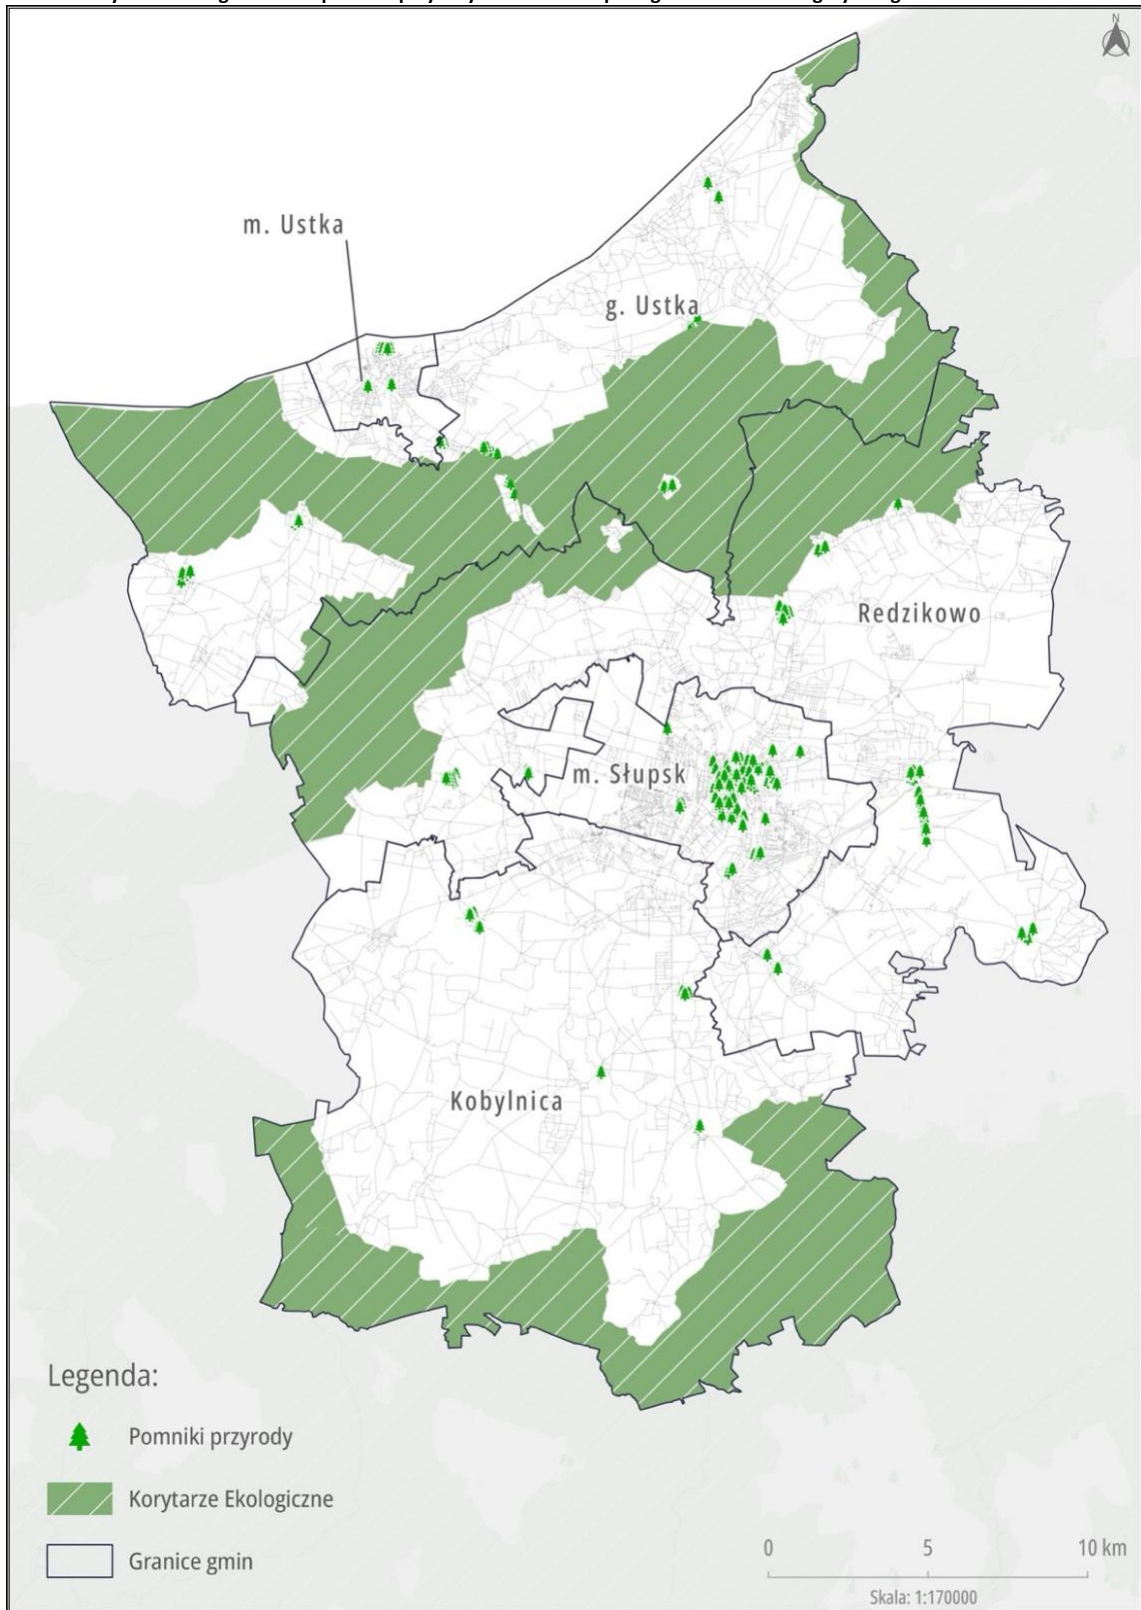 N
m. Ustka
g. Ustka
Redzikowo
m. Słupsk
Kobylnica
Legenda:
Pomniki przyrody
Korytarze Ekologiczne
Granice gmin
0 5 10 km
Skala: 1:170000